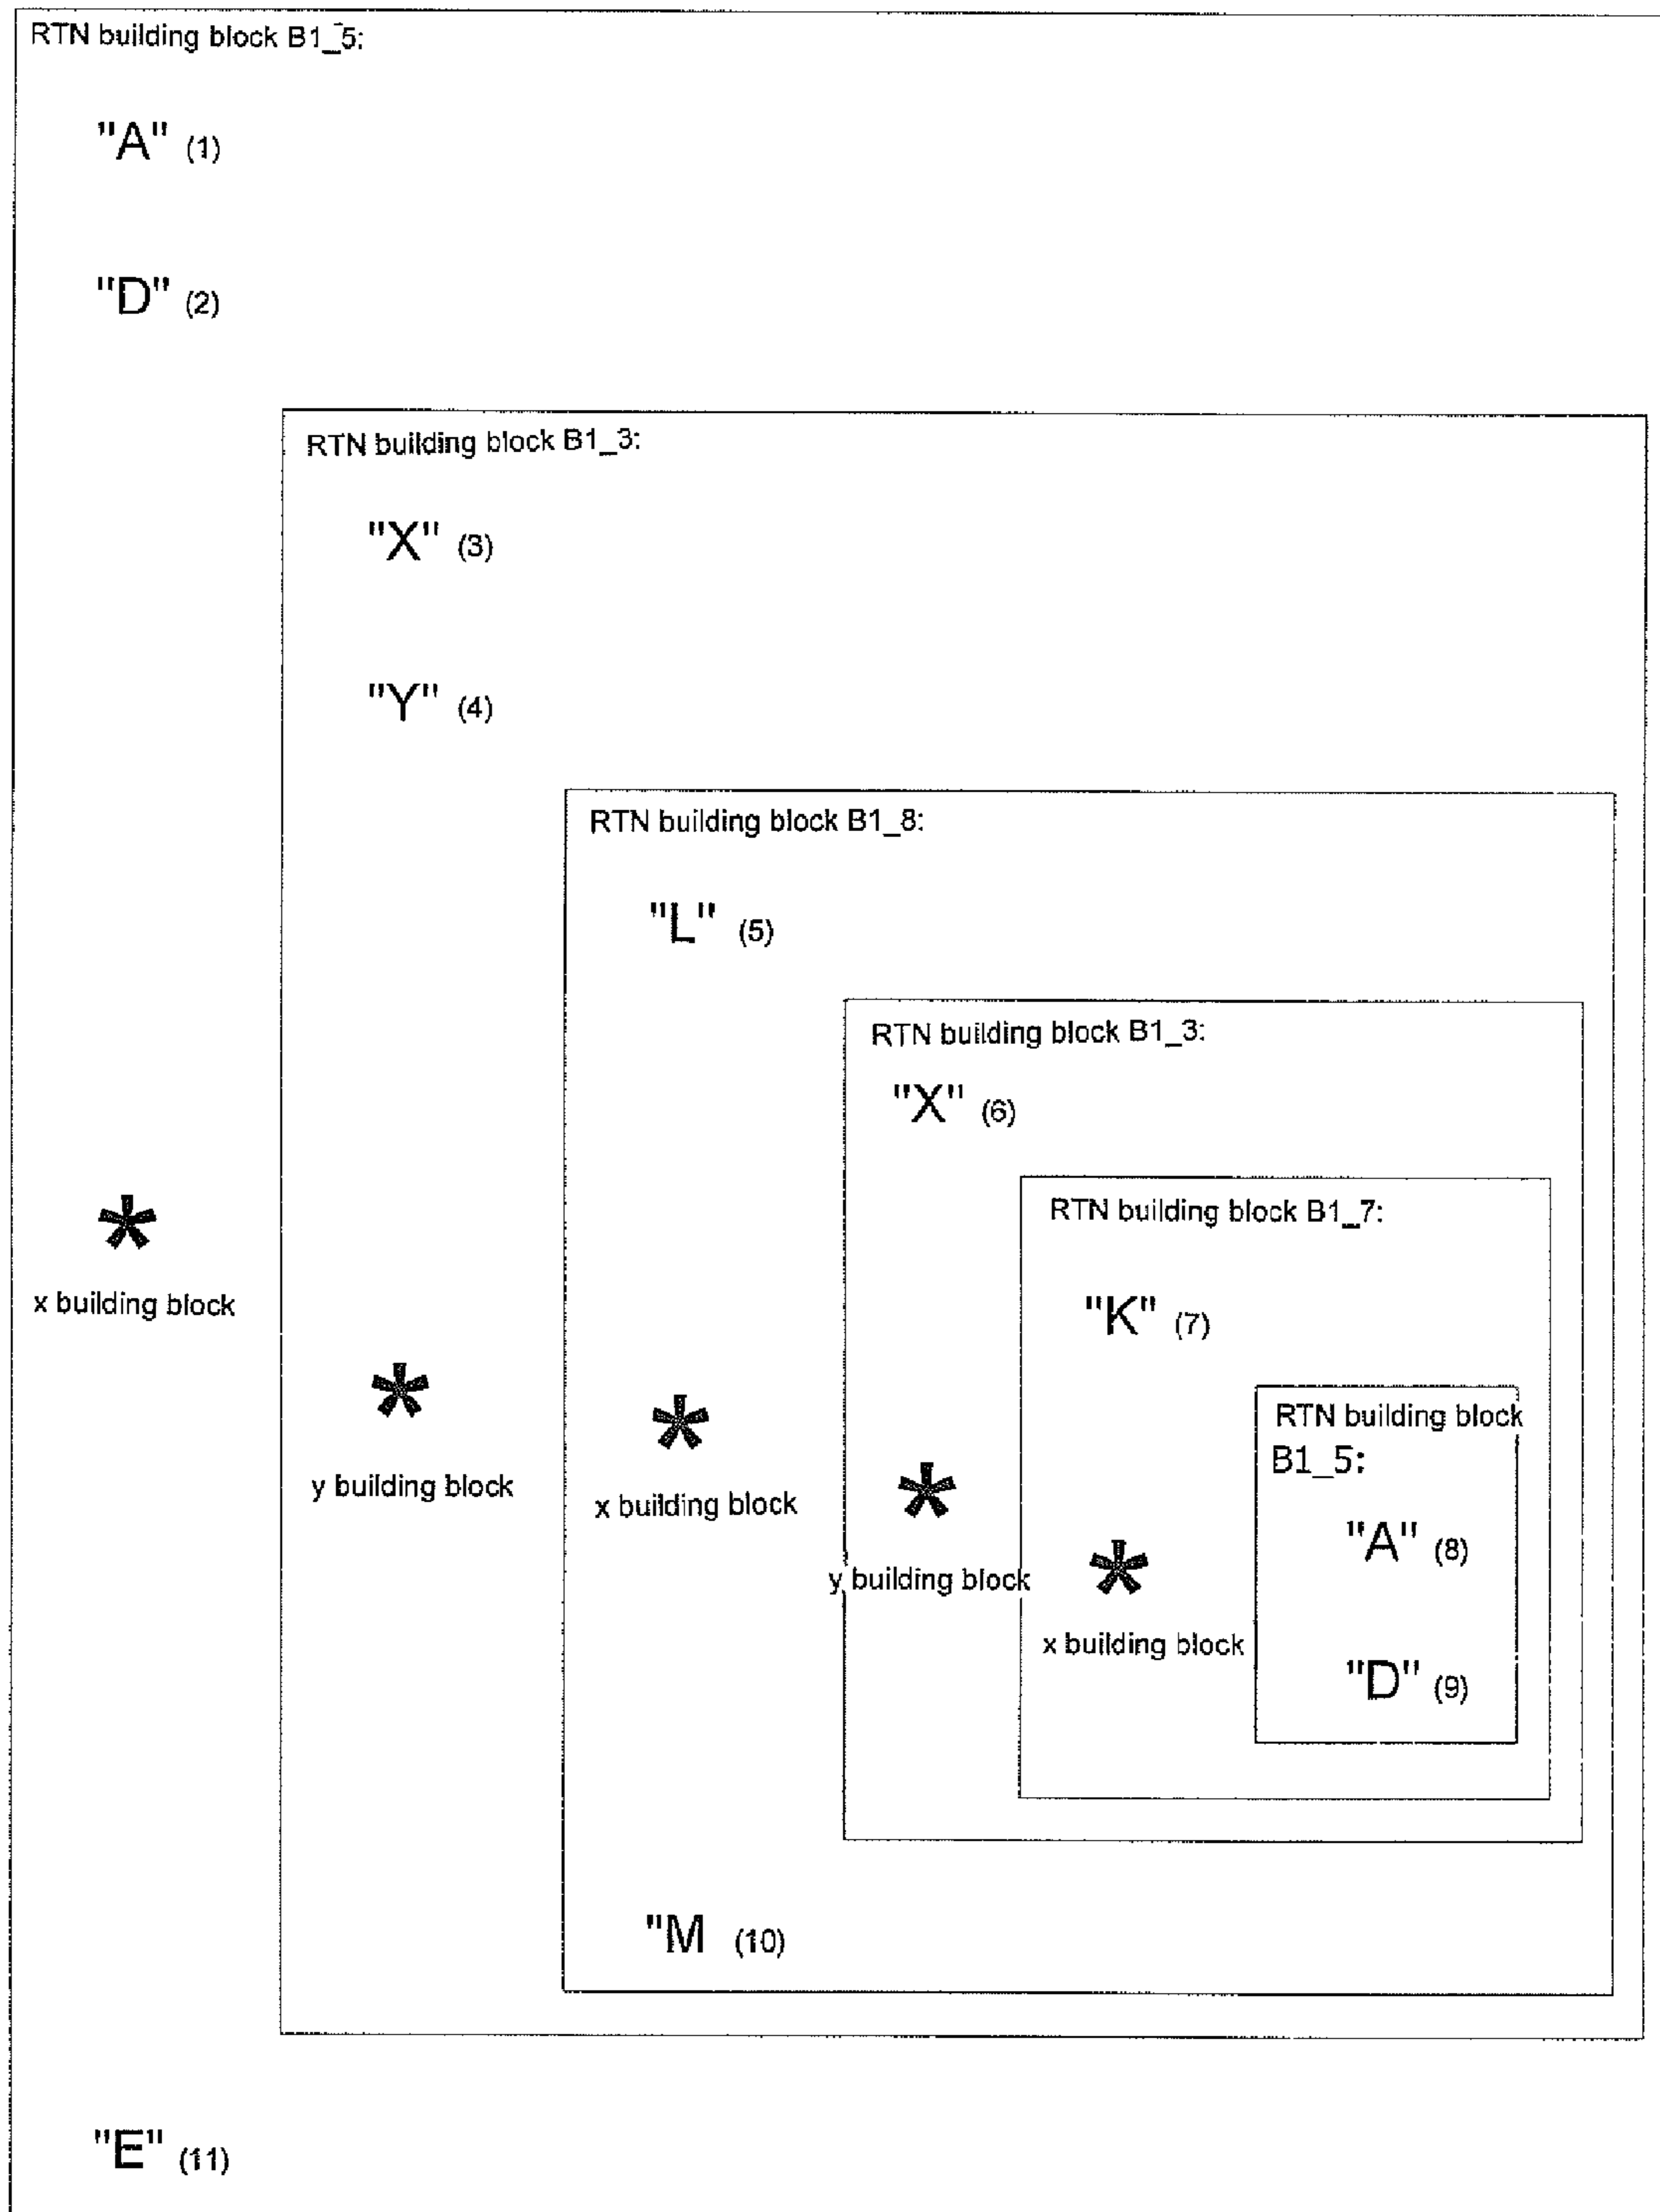 RTN building block B1_5:
"A" (1)
"D" (2)
RTN building block B1_3:
"X" (3)
"Y" (4)
RTN building block B1_8:
"L" (5)
RTN building block B1_3:
"X" (6)
RTN building block B1_7:
*
x building block
"K" (7)
*
y building block
*
x building block
RTN building block
B1_5:
*
y building block
"A" (8)
*
x building block
"D" (9)
"M (10)
"E" (11)